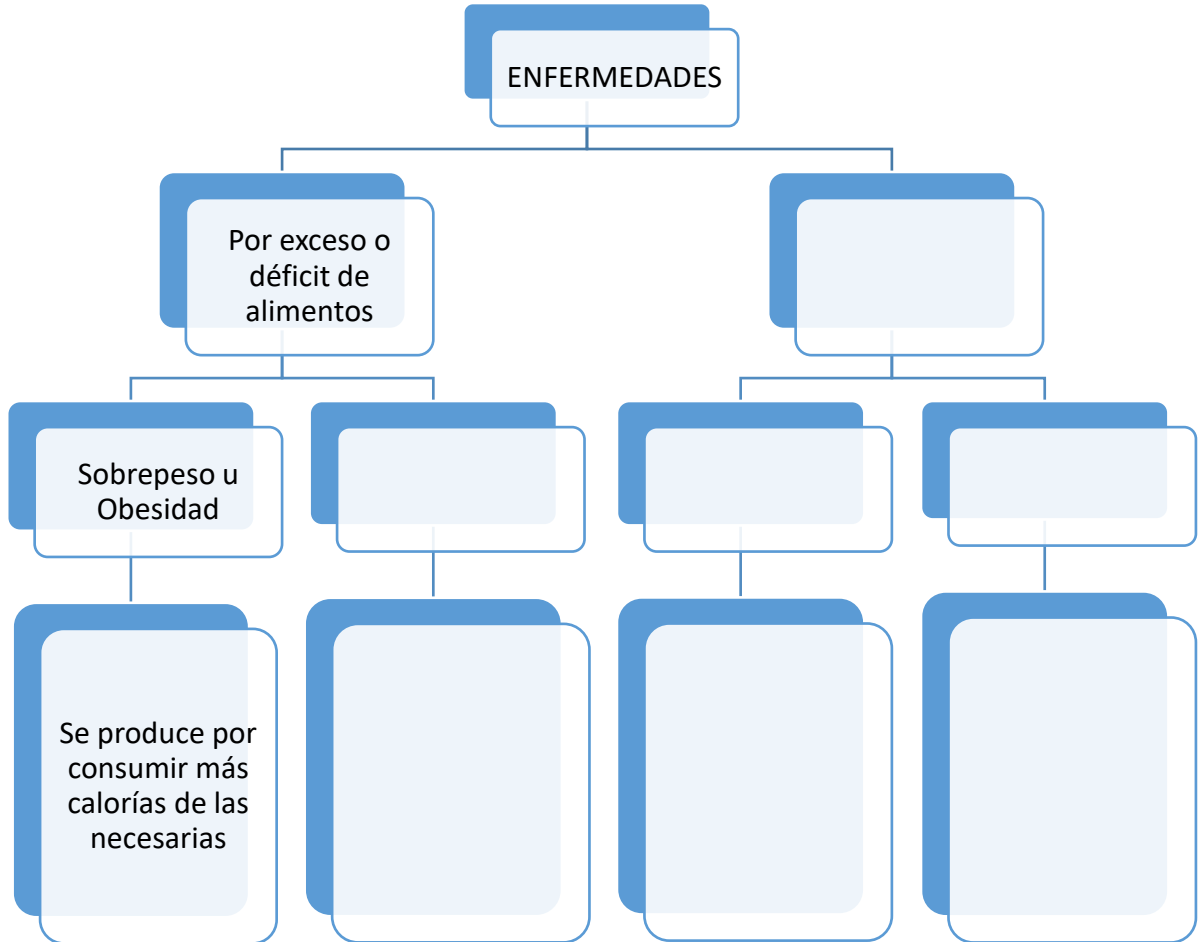 ENFERMEDADES
Por exceso o
déficit de
alimentos
Sobrepeso u
Obesidad
Se produce por
consumir más
calorías de las
necesarias